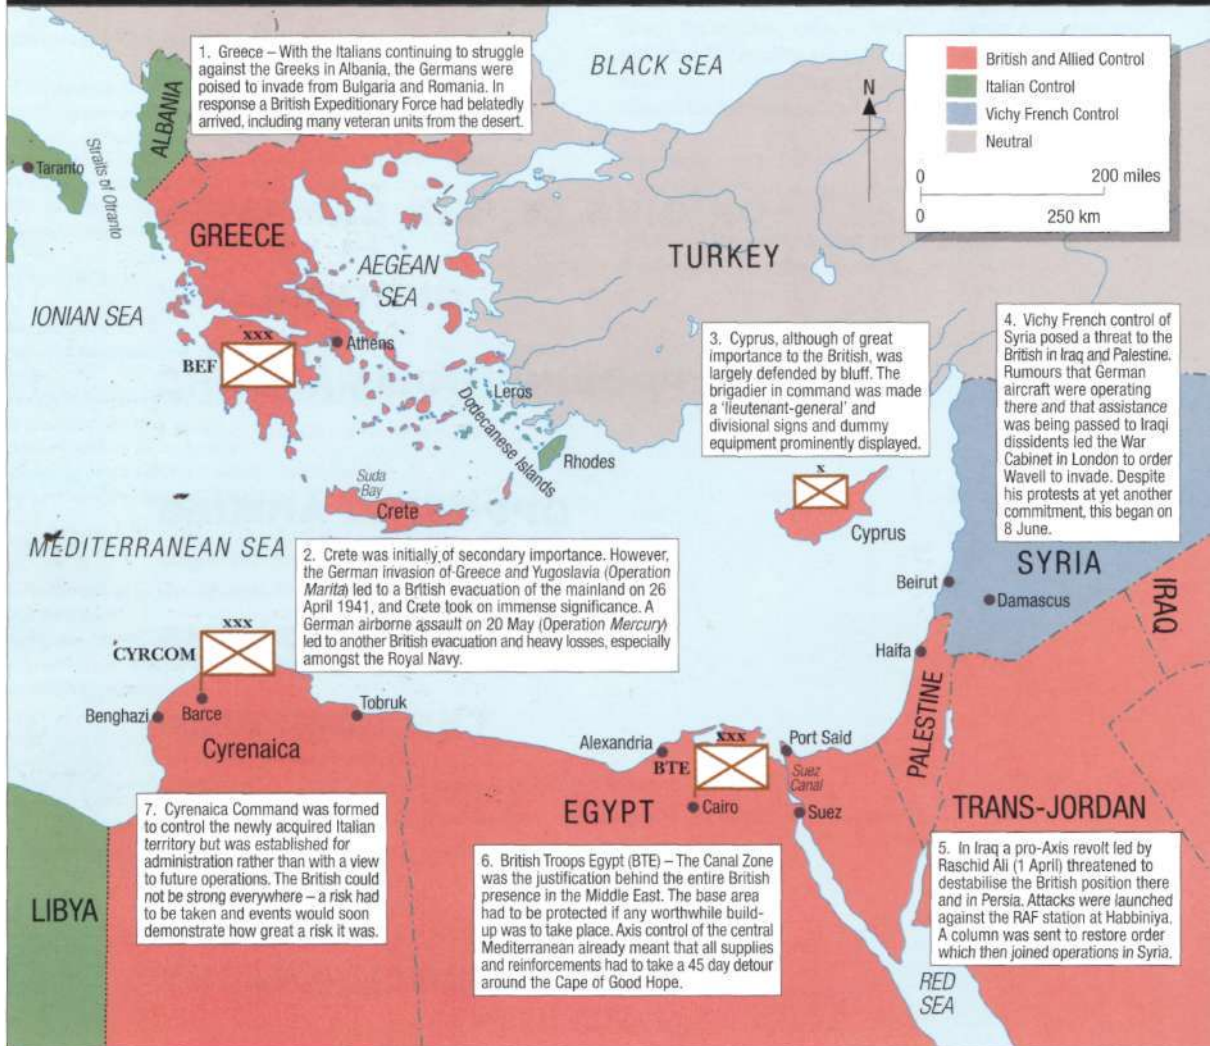 1. Greece – With the Italians continuing to struggle
against the Greeks in Albania, the Germans were
poised to invade from Bulgaria and Romania. In
response a British Expeditionary Force had belatedly
arrived, including many veteran units from the desert.
BLACK SEA
N
British and Allied Control
Italian Control
Vichy French Control
Neutral
0 200 miles
0 250 km
ALBANIA
Taranto
Straits of Otranto
GREECE
AEGEAN
SEA
TURKEY
IONIAN SEA
xxx
BEF
Athens
Leros
Dodecanese Islands
Rhodes
3. Cyprus, although of great
importance to the British, was
largely defended by bluff. The
brigadier in command was made
a 'lieutenant-general' and
divisional signs and dummy
equipment prominently displayed.
4. Vichy French control of
Syria posed a threat to the
British in Iraq and Palestine.
Rumours that German
aircraft were operating
there and that assistance
was being passed to Iraqi
dissidents led the War
Cabinet in London to order
Wavell to invade. Despite
his protests at yet another
commitment, this began on
8 June.
x
Cyprus
Suda
Bay
Crete
MEDITERRANEAN SEA
2. Crete was initially of secondary importance. However,
the German invasion of Greece and Yugoslavia (Operation
Marita) led to a British evacuation of the mainland on 26
April 1941, and Crete took on immense significance. A
German airborne assault on 20 May (Operation Mercury)
led to another British evacuation and heavy losses, especially
amongst the Royal Navy.
SYRIA
Beirut
Damascus
IRAQ
Haifa
PALESTINE
xxx
CYRCOM
Benghazi
Barce
Tobruk
Cyrenaica
Alexandria
xxx
BTE
Port Said
Suez
Canal
Cairo
Suez
EGYPT
TRANS-JORDAN
LIBYA
7. Cyrenaica Command was formed
to control the newly acquired Italian
territory but was established for
administration rather than with a view
to future operations. The British could
not be strong everywhere – a risk had
to be taken and events would soon
demonstrate how great a risk it was.
6. British Troops Egypt (BTE) – The Canal Zone
was the justification behind the entire British
presence in the Middle East. The base area
had to be protected if any worthwhile build-
up was to take place. Axis control of the central
Mediterranean already meant that all supplies
and reinforcements had to take a 45 day detour
around the Cape of Good Hope.
5. In Iraq a pro-Axis revolt led by
Raschid Ali (1 April) threatened to
destabilise the British position there
and in Persia. Attacks were launched
against the RAF station at Habbiniya.
A column was sent to restore order
which then joined operations in Syria.
RED
SEA